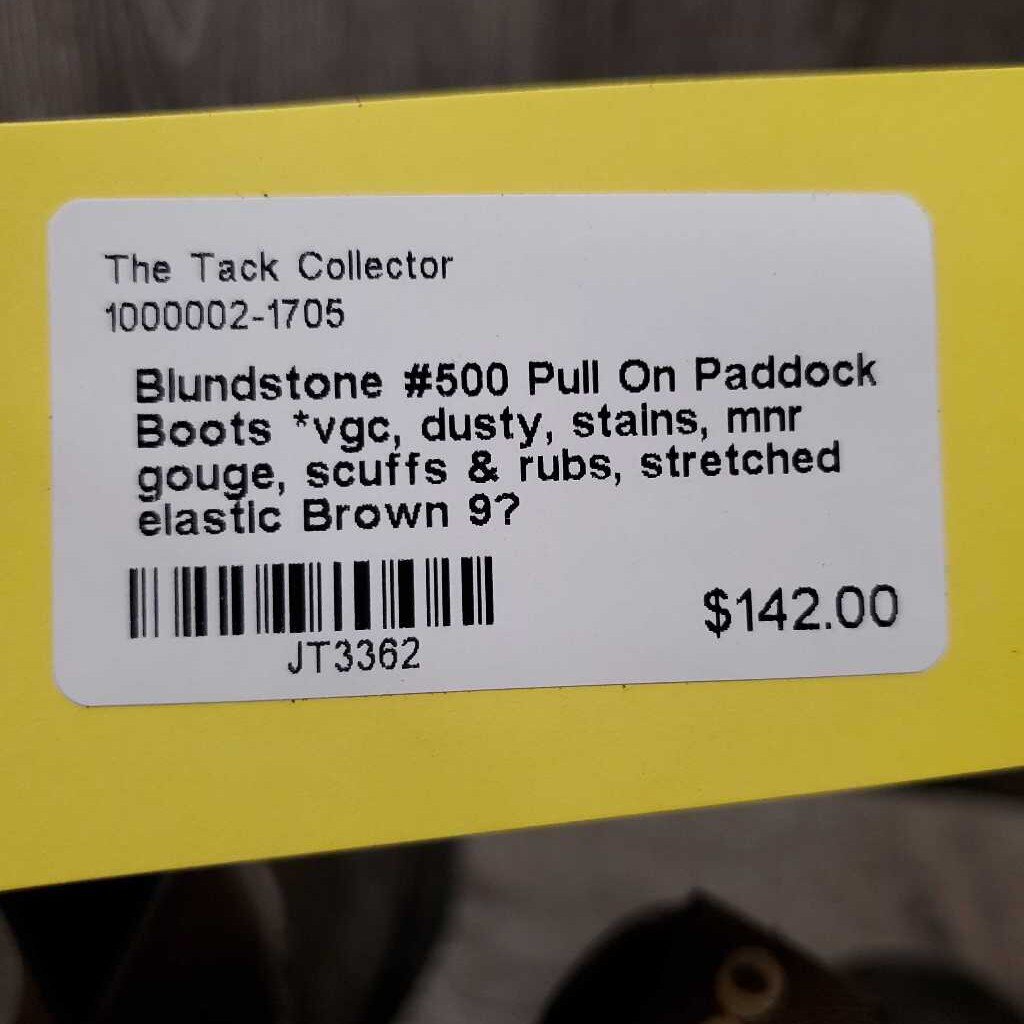 The Tack Collector
1000002-1705
Blundstone #500 Pull On Paddock
Boots *vgc, dusty, stains, mnr
gouge, scuffs & rubs, stretched
elastic Brown 9?
JT3362
$142.00